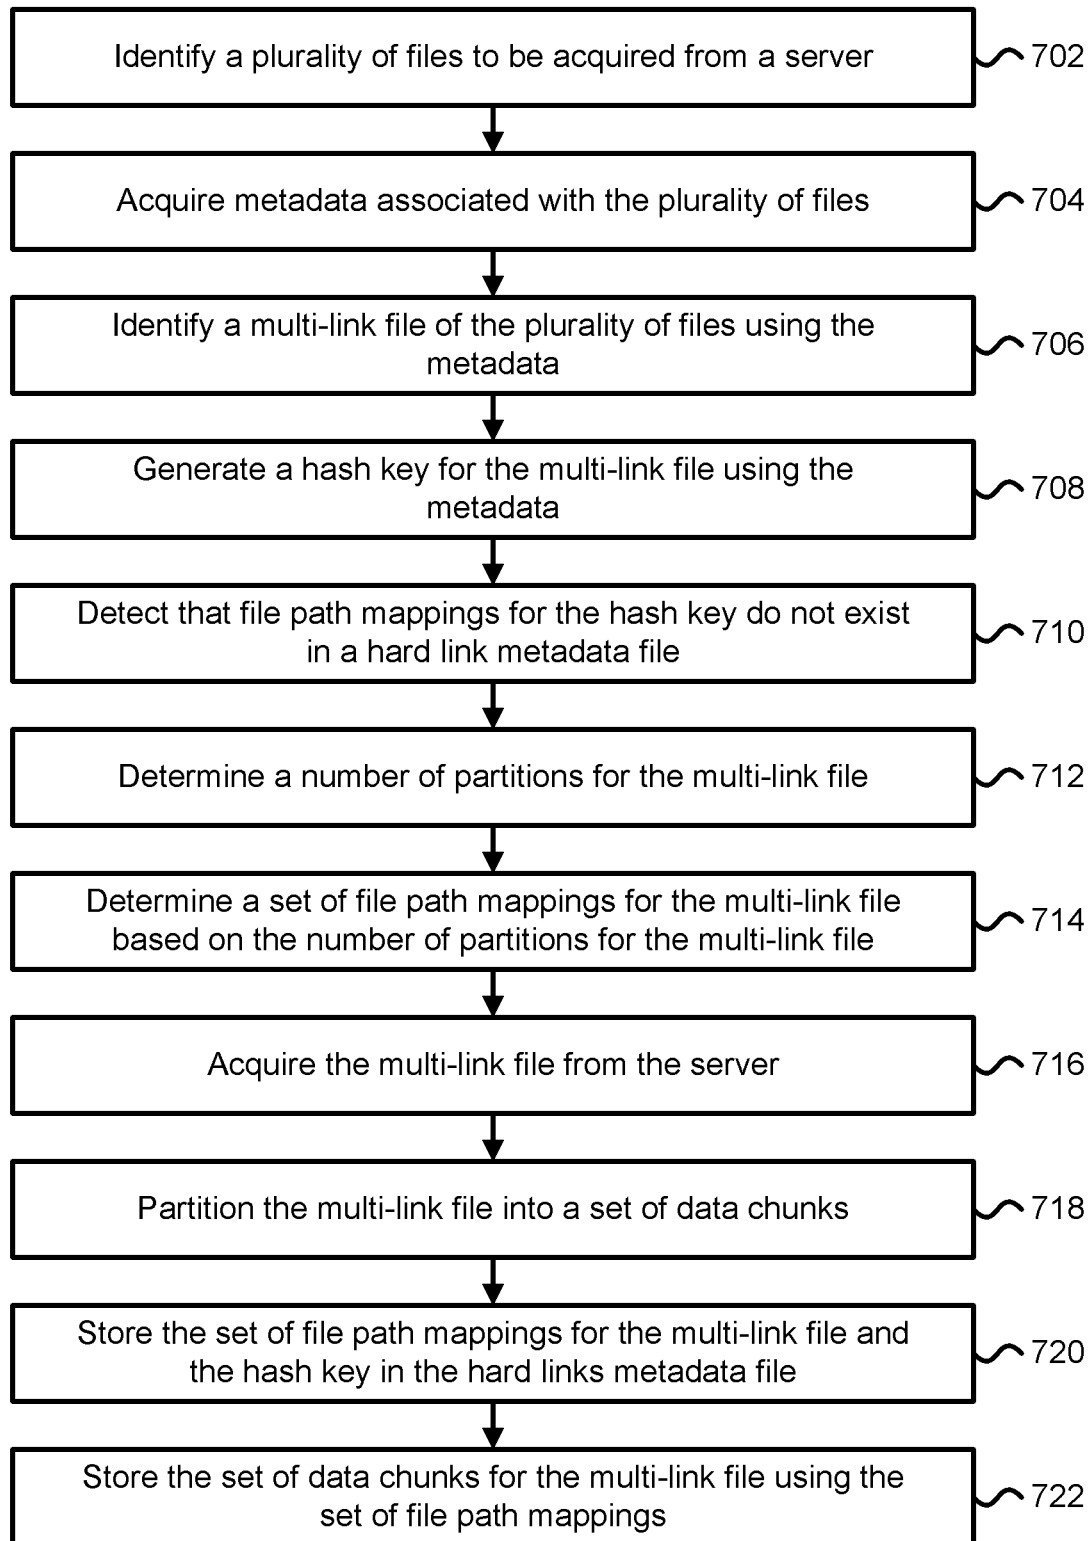 Identify a plurality of files to be acquired from a server
702
Acquire metadata associated with the plurality of files
704
Identify a multi-link file of the plurality of files using the
metadata
706
Generate a hash key for the multi-link file using the
metadata
708
Detect that file path mappings for the hash key do not exist
in a hard link metadata file
710
Determine a number of partitions for the multi-link file
712
Determine a set of file path mappings for the multi-link file
based on the number of partitions for the multi-link file
714
Acquire the multi-link file from the server
716
Partition the multi-link file into a set of data chunks
718
Store the set of file path mappings for the multi-link file and
the hash key in the hard links metadata file
720
Store the set of data chunks for the multi-link file using the
set of file path mappings
722